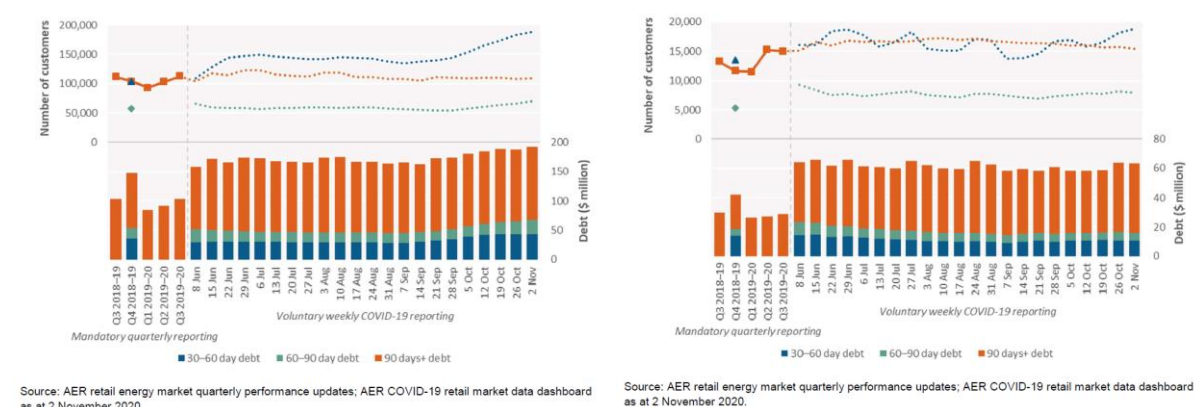 200,000
150,000
100,000
50,000
0
Number of customers
200
150
100
50
0
Debt ($ million)
Q3 2018–19
Q4 2018–19
Q1 2019–20
Q2 2019–20
Q3 2019–20
8 Jun
15 Jun
22 Jun
29 Jun
6 Jul
13 Jul
20 Jul
27 Jul
3 Aug
10 Aug
17 Aug
24 Aug
31 Aug
7 Sep
14 Sep
21 Sep
28 Sep
5 Oct
12 Oct
19 Oct
26 Oct
2 Nov
Voluntary weekly COVID-19 reporting
Mandatory quarterly reporting
30–60 day debt 60–90 day debt 90 days+ debt
Source: AER retail energy market quarterly performance updates; AER COVID-19 retail market data dashboard
as at 2 November 2020.
20,000
15,000
10,000
5,000
0
Number of customers
80
60
40
20
0
Debt ($ million)
Q3 2018–19
Q4 2018–19
Q1 2019–20
Q2 2019–20
Q3 2019–20
8 Jun
15 Jun
22 Jun
29 Jun
6 Jul
13 Jul
20 Jul
27 Jul
3 Aug
10 Aug
17 Aug
24 Aug
31 Aug
7 Sep
14 Sep
21 Sep
28 Sep
5 Oct
12 Oct
19 Oct
26 Oct
2 Nov
Voluntary weekly COVID-19 reporting
Mandatory quarterly reporting
30–60 day debt 60–90 day debt 90 days+ debt
Source: AER retail energy market quarterly performance updates; AER COVID-19 retail market data dashboard
as at 2 November 2020.